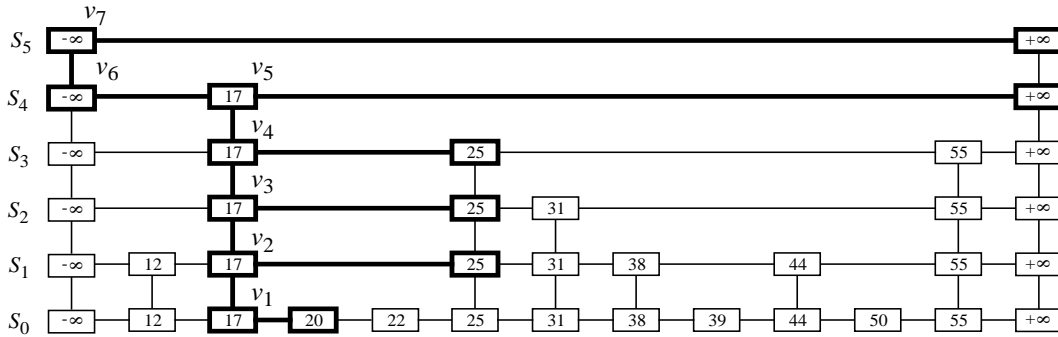 v7
S5 -∞ +∞
v6 v5
S4 -∞ 17 +∞
v4
S3 -∞ 17 25 55 +∞
v3
S2 -∞ 17 25 31 55 +∞
v2
S1 -∞ 12 17 25 31 38 44 55 +∞
v1
S0 -∞ 12 17 20 22 25 31 38 39 44 50 55 +∞